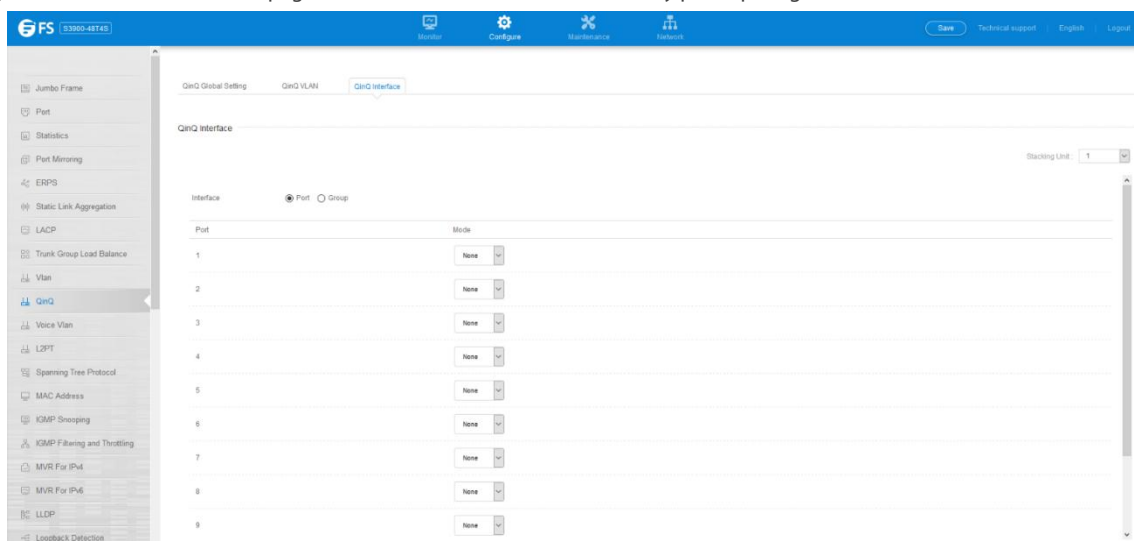 FS S3900-48T4S Monitor Configure Maintenance Network Save Technical support English Logout
Jumbo Frame
Port
Statistics
Port Mirroring
ERPS
Static Link Aggregation
LACP
Trunk Group Load Balance
Vlan
QinQ
Voice Vlan
L2PT
Spanning Tree Protocol
MAC Address
IGMP Snooping
IGMP Filtering and Throttling
MVR For IPv4
MVR For IPv6
LLDP
Loopback Detection
QinQ Global Setting QinQ VLAN QinQ Interface
QinQ Interface
Stacking Unit: 1
Interface Port Group
Port Mode
1 None
2 None
3 None
4 None
5 None
6 None
7 None
8 None
9 None